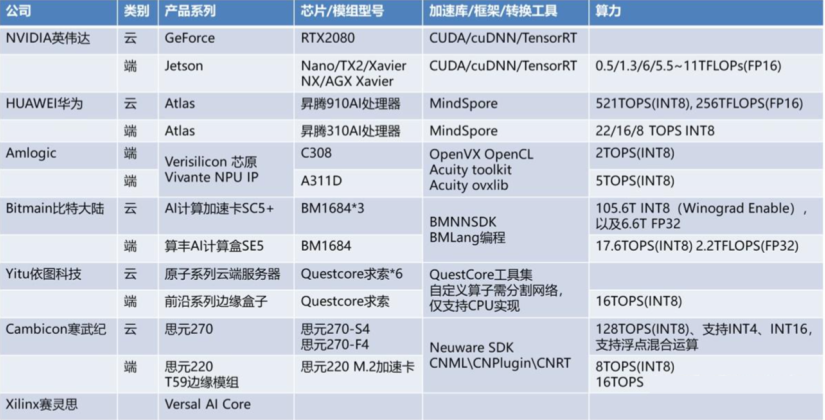 公司 类别 产品系列 芯片/模组型号 加速库/框架/转换工具 算力
NVIDIA英伟达 云 GeForce RTX2080 CUDA/cuDNN/TensorRT
端 Jetson Nano/TX2/Xavier NX/AGX Xavier CUDA/cuDNN/TensorRT 0.5/1.3/6/5.5~11TFLOPs(FP16)
HUAWEI华为 云 Atlas 昇腾910AI处理器 MindSpore 521TOPS(INT8), 256TFLOPS(FP16)
端 Atlas 昇腾310AI处理器 MindSpore 22/16/8 TOPS INT8
Amlogic 端 Verisilicon 芯原 C308 OpenVX OpenCL 2TOPS(INT8)
Vivante NPU IP Acuity toolkit
端 A311D Acuity ovxlib 5TOPS(INT8)
Bitmain比特大陆 云 AI计算加速卡SC5+ BM1684*3 BMNNSDK 105.6T INT8（Winograd Enable），
BMLang编程 以及6.6T FP32
端 算丰AI计算盒SE5 BM1684 17.6TOPS(INT8) 2.2TFLOPS(FP32)
Yitu依图科技 云 原子系列云端服务器 Questcore求索*6 QuestCore工具集
自定义算子需分割网络，
端 前沿系列边缘盒子 Questcore求索 仅支持CPU实现 16TOPS(INT8)
Cambicon寒武纪 云 思元270 思元270-S4 128TOPS(INT8)、支持INT4、INT16，
思元270-F4 Neuware SDK 支持浮点混合运算
端 思元220 思元220 M.2加速卡 CNML\CNPlugin\CNRT 8TOPS(INT8)
T59边缘模组 16TOPS
Xilinx赛灵思 Versal AI Core